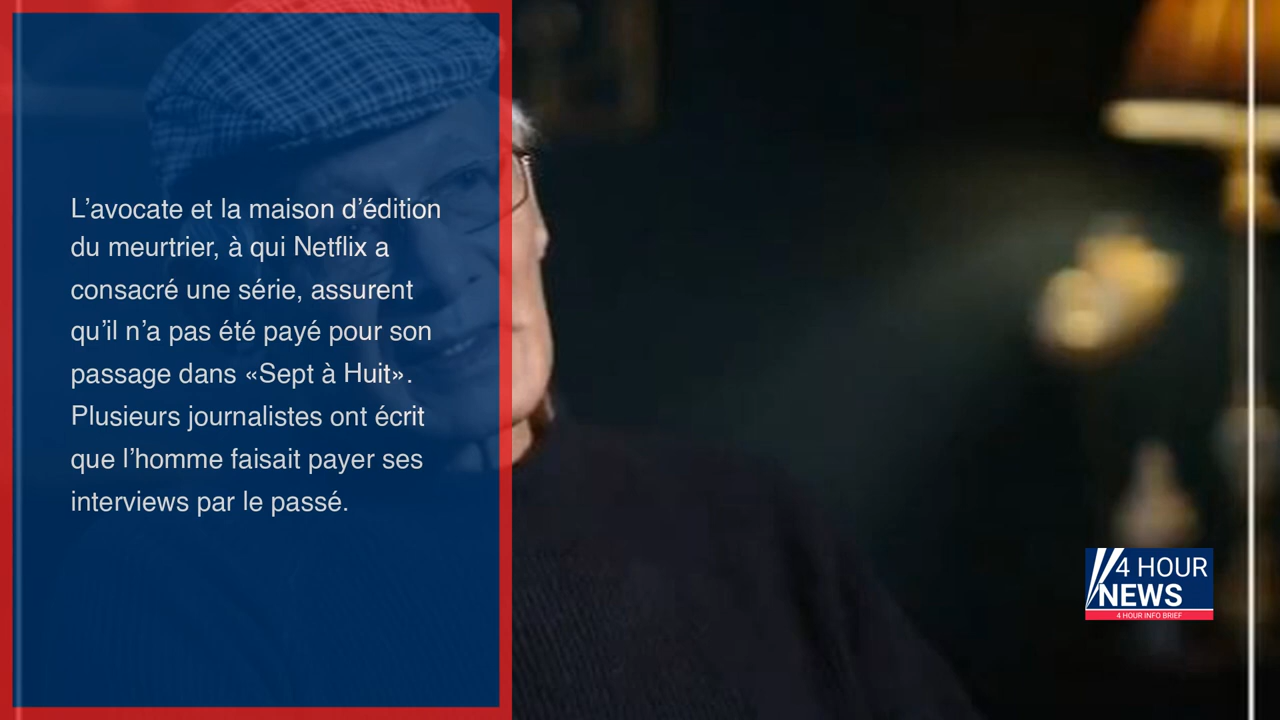 L’avocate et la maison d’édition
du meurtrier, à qui Netflix a
consacré une série, assurent
qu’il n’a pas été payé pour son
passage dans «Sept à Huit».
Plusieurs journalistes ont écrit
que l’homme faisait payer ses
interviews par le passé.
4 HOUR
NEWS
4 HOUR INFO BRIEF